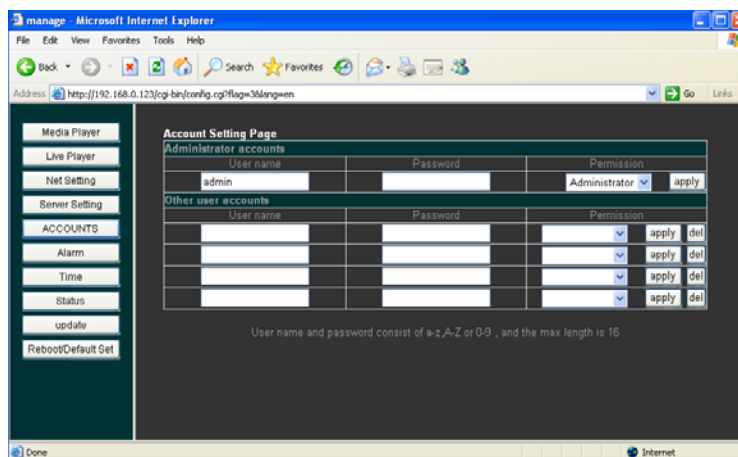 manage - Microsoft Internet Explorer
File Edit View Favorites Tools Help
Back Search Favorites
Address http://192.168.0.123/cgi-bin/config.cgi?flag=3&lang=en Go Links
Media Player
Live Player
Net Setting
Server Setting
ACCOUNTS
Alarm
Time
Status
update
Reboot/Default Set
Account Setting Page
Administrator accounts
User name Password Permission
admin Administrator apply
Other user accounts
User name Password Permission
apply del
apply del
apply del
apply del
User name and password consist of a-z,A-Z or 0-9 , and the max length is 16
Done Internet